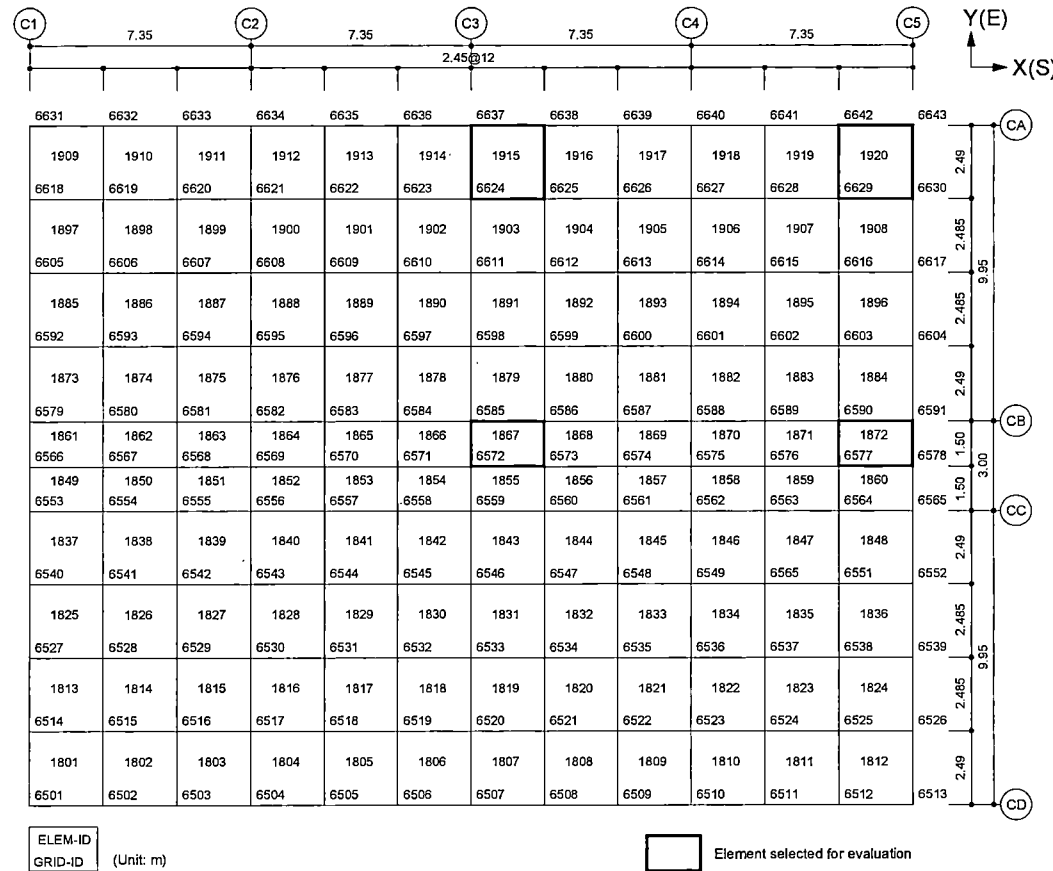 C1 C2 C3 C4 C5 Y(E)
7.35 7.35 7.35 7.35
2.45@12 X(S)
6631 6632 6633 6634 6635 6636 6637 6638 6639 6640 6641 6642 6643 CA
1909 1910 1911 1912 1913 1914 1915 1916 1917 1918 1919 1920 2.49
6618 6619 6620 6621 6622 6623 6624 6625 6626 6627 6628 6629 6630
1897 1898 1899 1900 1901 1902 1903 1904 1905 1906 1907 1908 2.485
6605 6606 6607 6608 6609 6610 6611 6612 6613 6614 6615 6616 6617 9.95
1885 1886 1887 1888 1889 1890 1891 1892 1893 1894 1895 1896 2.485
6592 6593 6594 6595 6596 6597 6598 6599 6600 6601 6602 6603 6604
1873 1874 1875 1876 1877 1878 1879 1880 1881 1882 1883 1884 2.49
6579 6580 6581 6582 6583 6584 6585 6586 6587 6588 6589 6590 6591 CB
1861 1862 1863 1864 1865 1866 1867 1868 1869 1870 1871 1872 1.50
6566 6567 6568 6569 6570 6571 6572 6573 6574 6575 6576 6577 6578 3.00
1849 1850 1851 1852 1853 1854 1855 1856 1857 1858 1859 1860 1.50
6553 6554 6555 6556 6557 6558 6559 6560 6561 6562 6563 6564 6565 CC
1837 1838 1839 1840 1841 1842 1843 1844 1845 1846 1847 1848 2.49
6540 6541 6542 6543 6544 6545 6546 6547 6548 6549 6565 6551 6552
1825 1826 1827 1828 1829 1830 1831 1832 1833 1834 1835 1836 2.485
6527 6528 6529 6530 6531 6532 6533 6534 6535 6536 6537 6538 6539 9.95
1813 1814 1815 1816 1817 1818 1819 1820 1821 1822 1823 1824 2.485
6514 6515 6516 6517 6518 6519 6520 6521 6522 6523 6524 6525 6526
1801 1802 1803 1804 1805 1806 1807 1808 1809 1810 1811 1812 2.49
6501 6502 6503 6504 6505 6506 6507 6508 6509 6510 6511 6512 6513 CD
ELEM-ID
GRID-ID (Unit: m) Element selected for evaluation